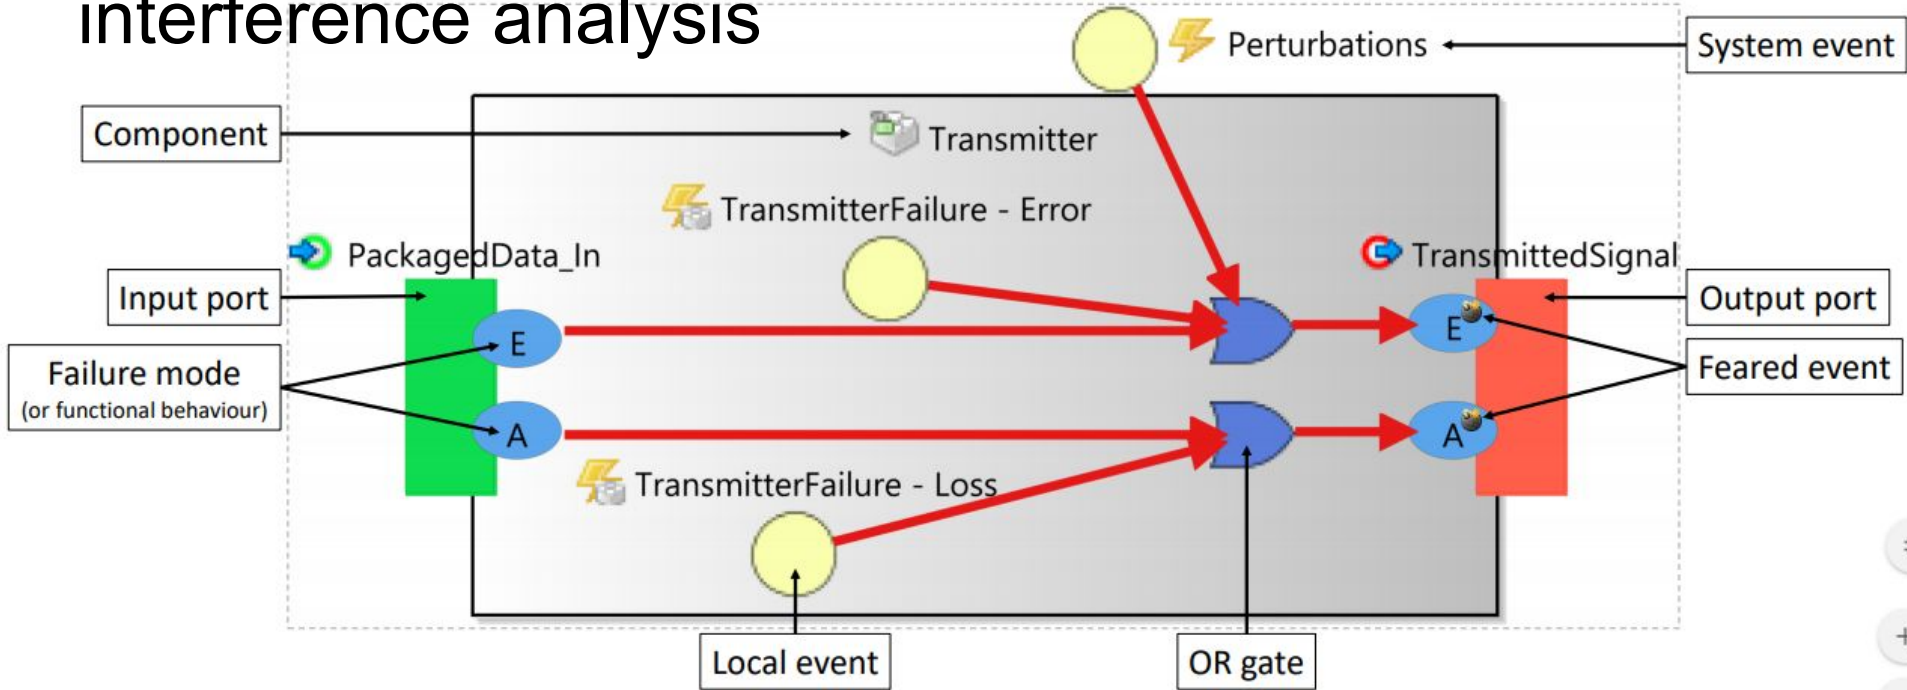 interference analysis
Perturbations
System event
Component
Transmitter
TransmitterFailure - Error
PackagedData_In
TransmittedSignal
Input port
Output port
E
E
Failure mode
(or functional behaviour)
Feared event
A
A
TransmitterFailure - Loss
Local event
OR gate